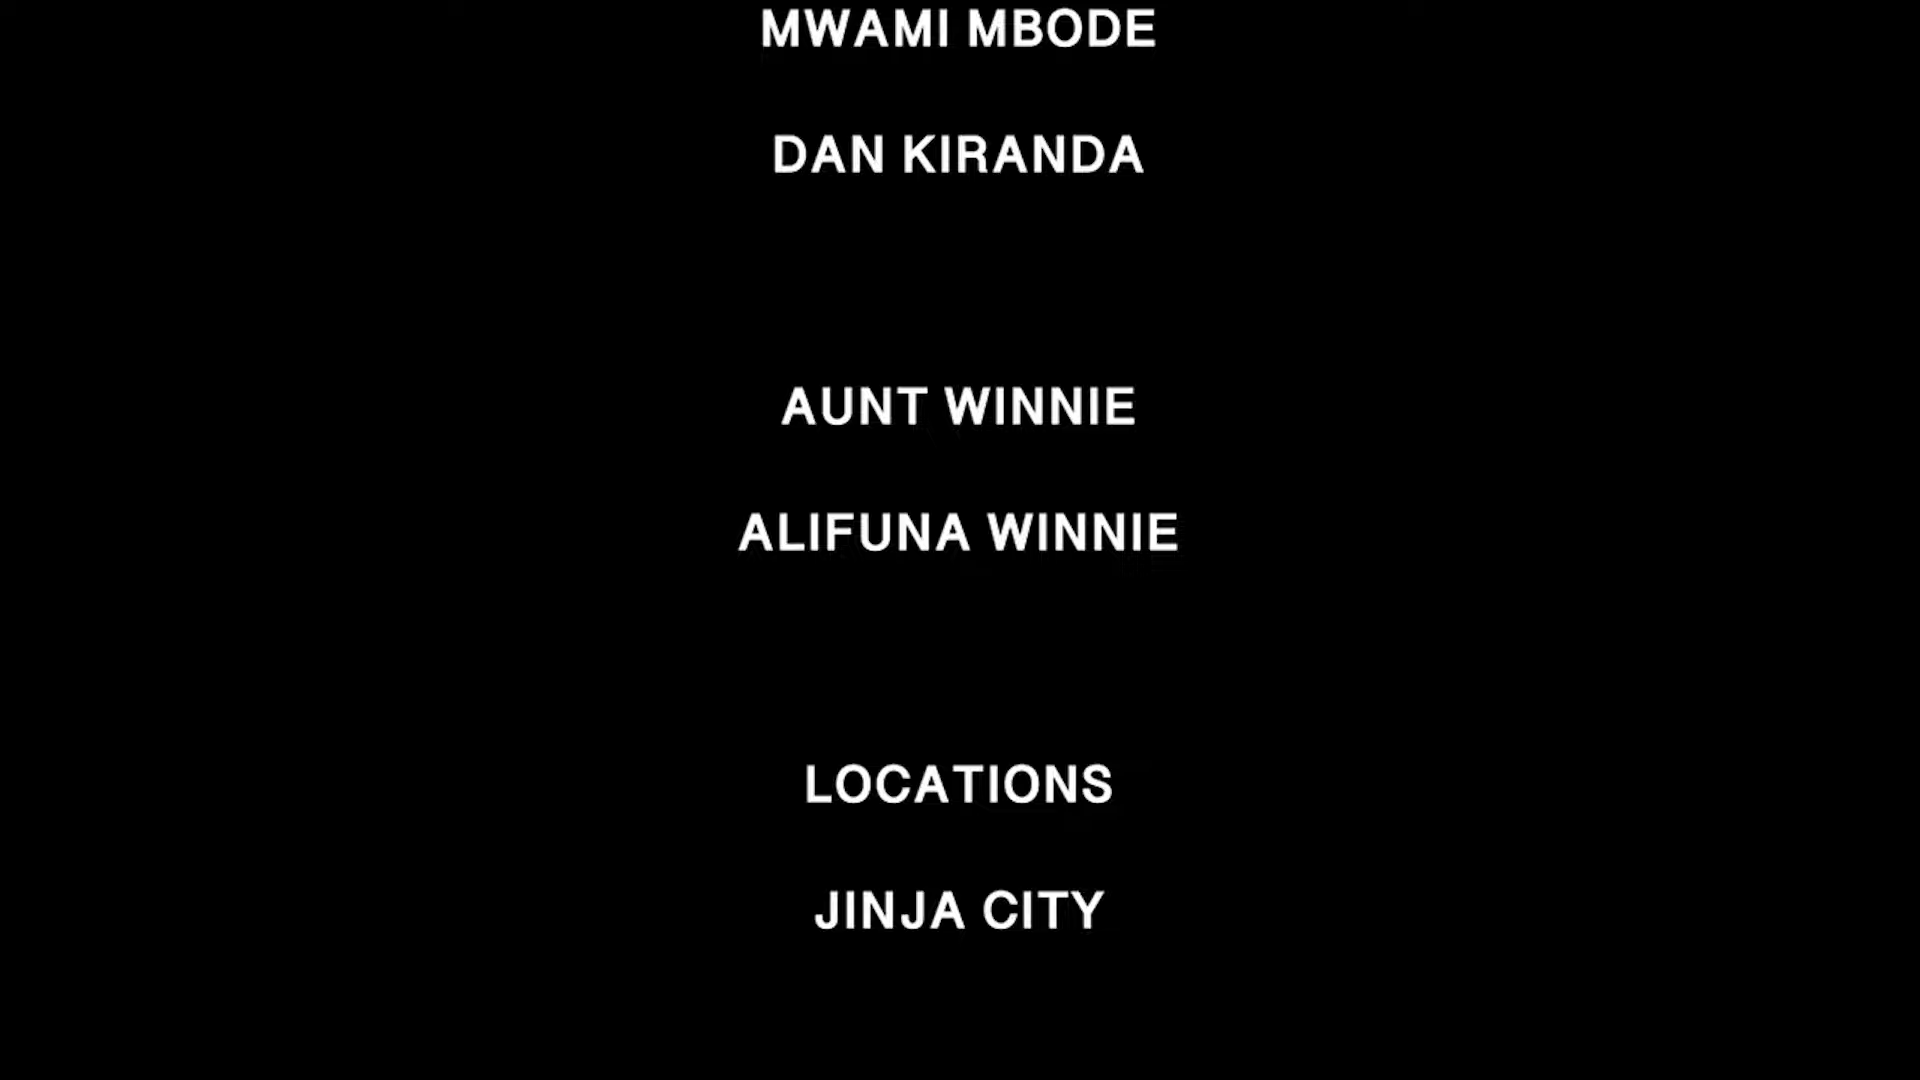 MWAMI MBODE
DAN KIRANDA
AUNT WINNIE
ALIFUNA WINNIE
LOCATIONS
JINJA CITY